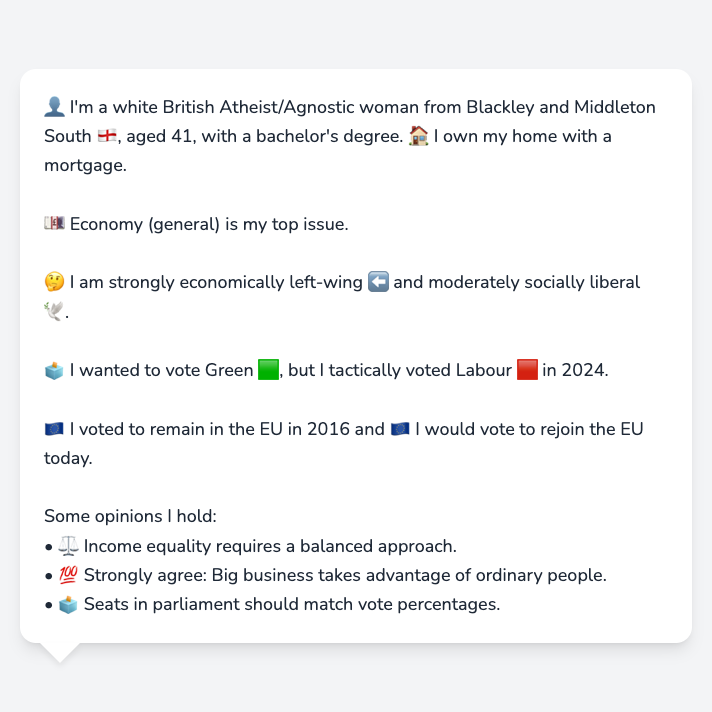 👤 I'm a white British Atheist/Agnostic woman from Blackley and Middleton
South 🏴󠁧󠁢󠁥󠁮󠁧󠁿, aged 41, with a bachelor's degree. 🏠 I own my home with a
mortgage.
💷 Economy (general) is my top issue.
🤔 I am strongly economically left-wing ⬅️ and moderately socially liberal
🕊️.
🗳️ I wanted to vote Green 🟩, but I tactically voted Labour 🟥 in 2024.
🇪🇺 I voted to remain in the EU in 2016 and 🇪🇺 I would vote to rejoin the EU
today.
Some opinions I hold:
• ⚖️ Income equality requires a balanced approach.
• 💯 Strongly agree: Big business takes advantage of ordinary people.
• 🗳️ Seats in parliament should match vote percentages.